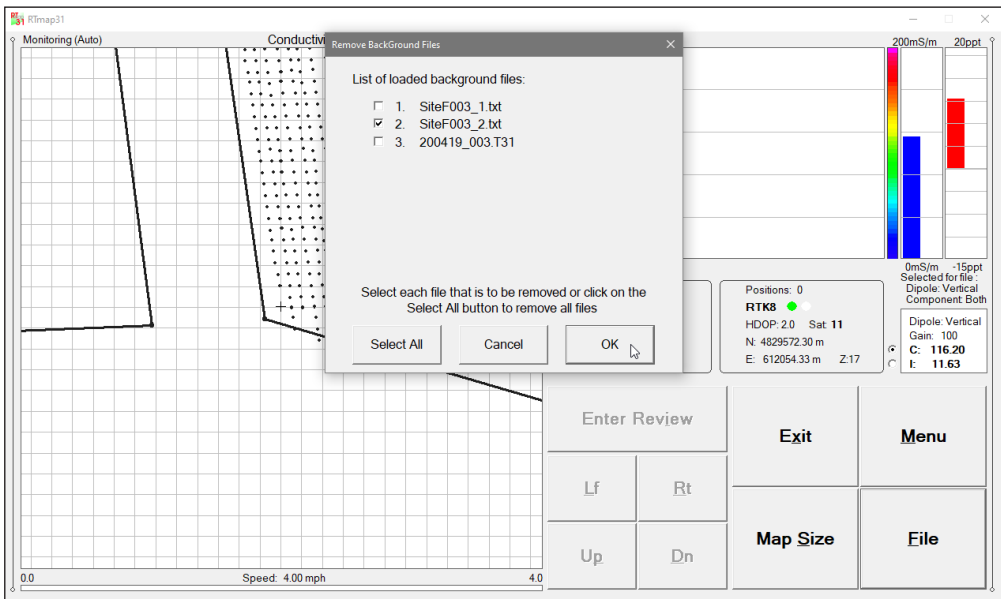 RT
31 RTmap31
Monitoring (Auto)
Conductivi
200mS/m 20ppt
Remove BackGround Files
List of loaded background files:
1. SiteF003_1.txt
2. SiteF003_2.txt
3. 200419_003.T31
Select each file that is to be removed or click on the
Select All button to remove all files
Select All Cancel OK
0mS/m -15ppt
Selected for file :
Dipole: Vertical
Component: Both
Positions: 0
RTK8
HDOP: 2.0 Sat: 11
N: 4829572.30 m
E: 612054.33 m Z:17
Dipole: Vertical
Gain: 100
C: 116.20
I: 11.63
Enter Review
Exit
Menu
Lf
Rt
Map Size
File
Up
Dn
0.0 Speed: 4.00 mph 4.0